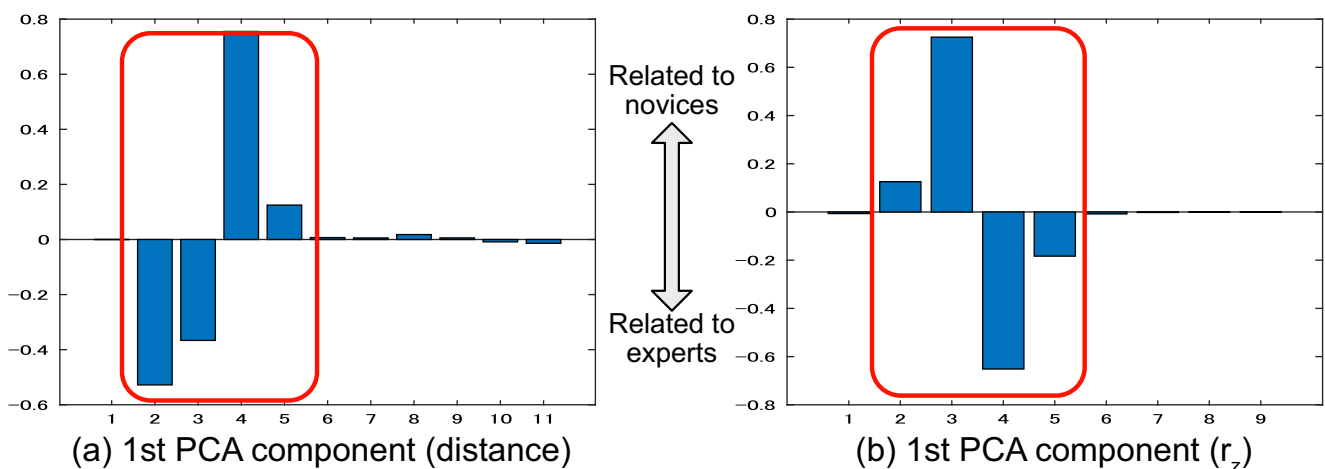 0.8
0.6
0.4
0.2
0
−0.2
−0.4
−0.6
1 2 3 4 5 6 7 8 9 10 11
(a) 1st PCA component (distance)
Related to
novices
Related to
experts
0.8
0.6
0.4
0.2
0
−0.2
−0.4
−0.6
−0.8
1 2 3 4 5 6 7 8 9
(b) 1st PCA component (r_z)